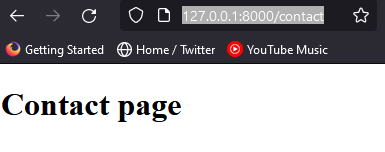 127.0.0.1:8000/contact
Getting Started Home / Twitter YouTube Music
Contact page